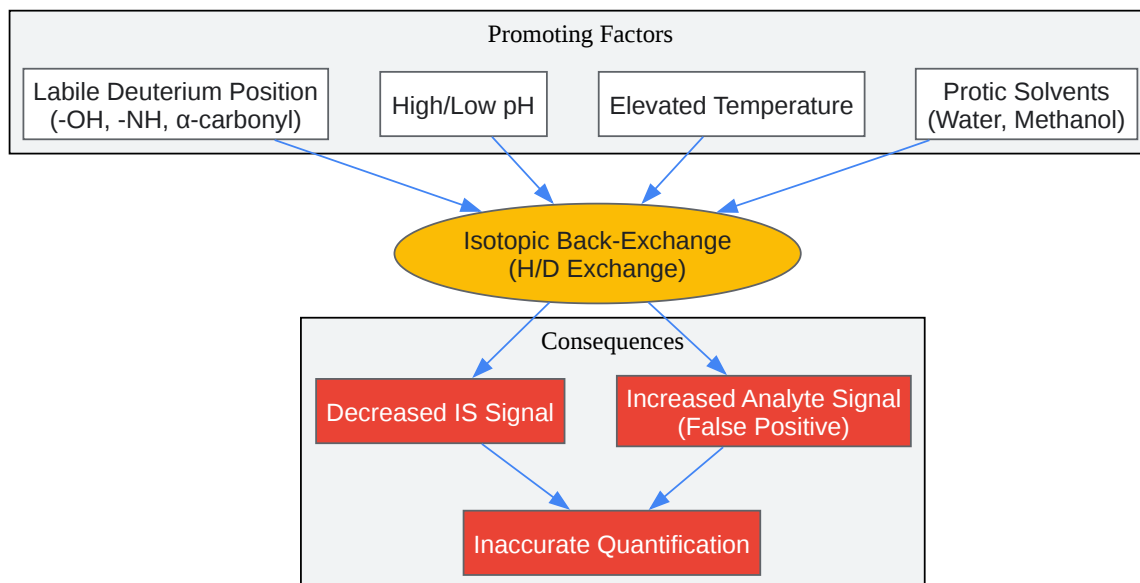 Promoting Factors
Labile Deuterium Position
(-OH, -NH, α-carbonyl)
High/Low pH
Elevated Temperature
Protic Solvents
(Water, Methanol)
Isotopic Back-Exchange
(H/D Exchange)
Consequences
Decreased IS Signal
Increased Analyte Signal
(False Positive)
Inaccurate Quantification